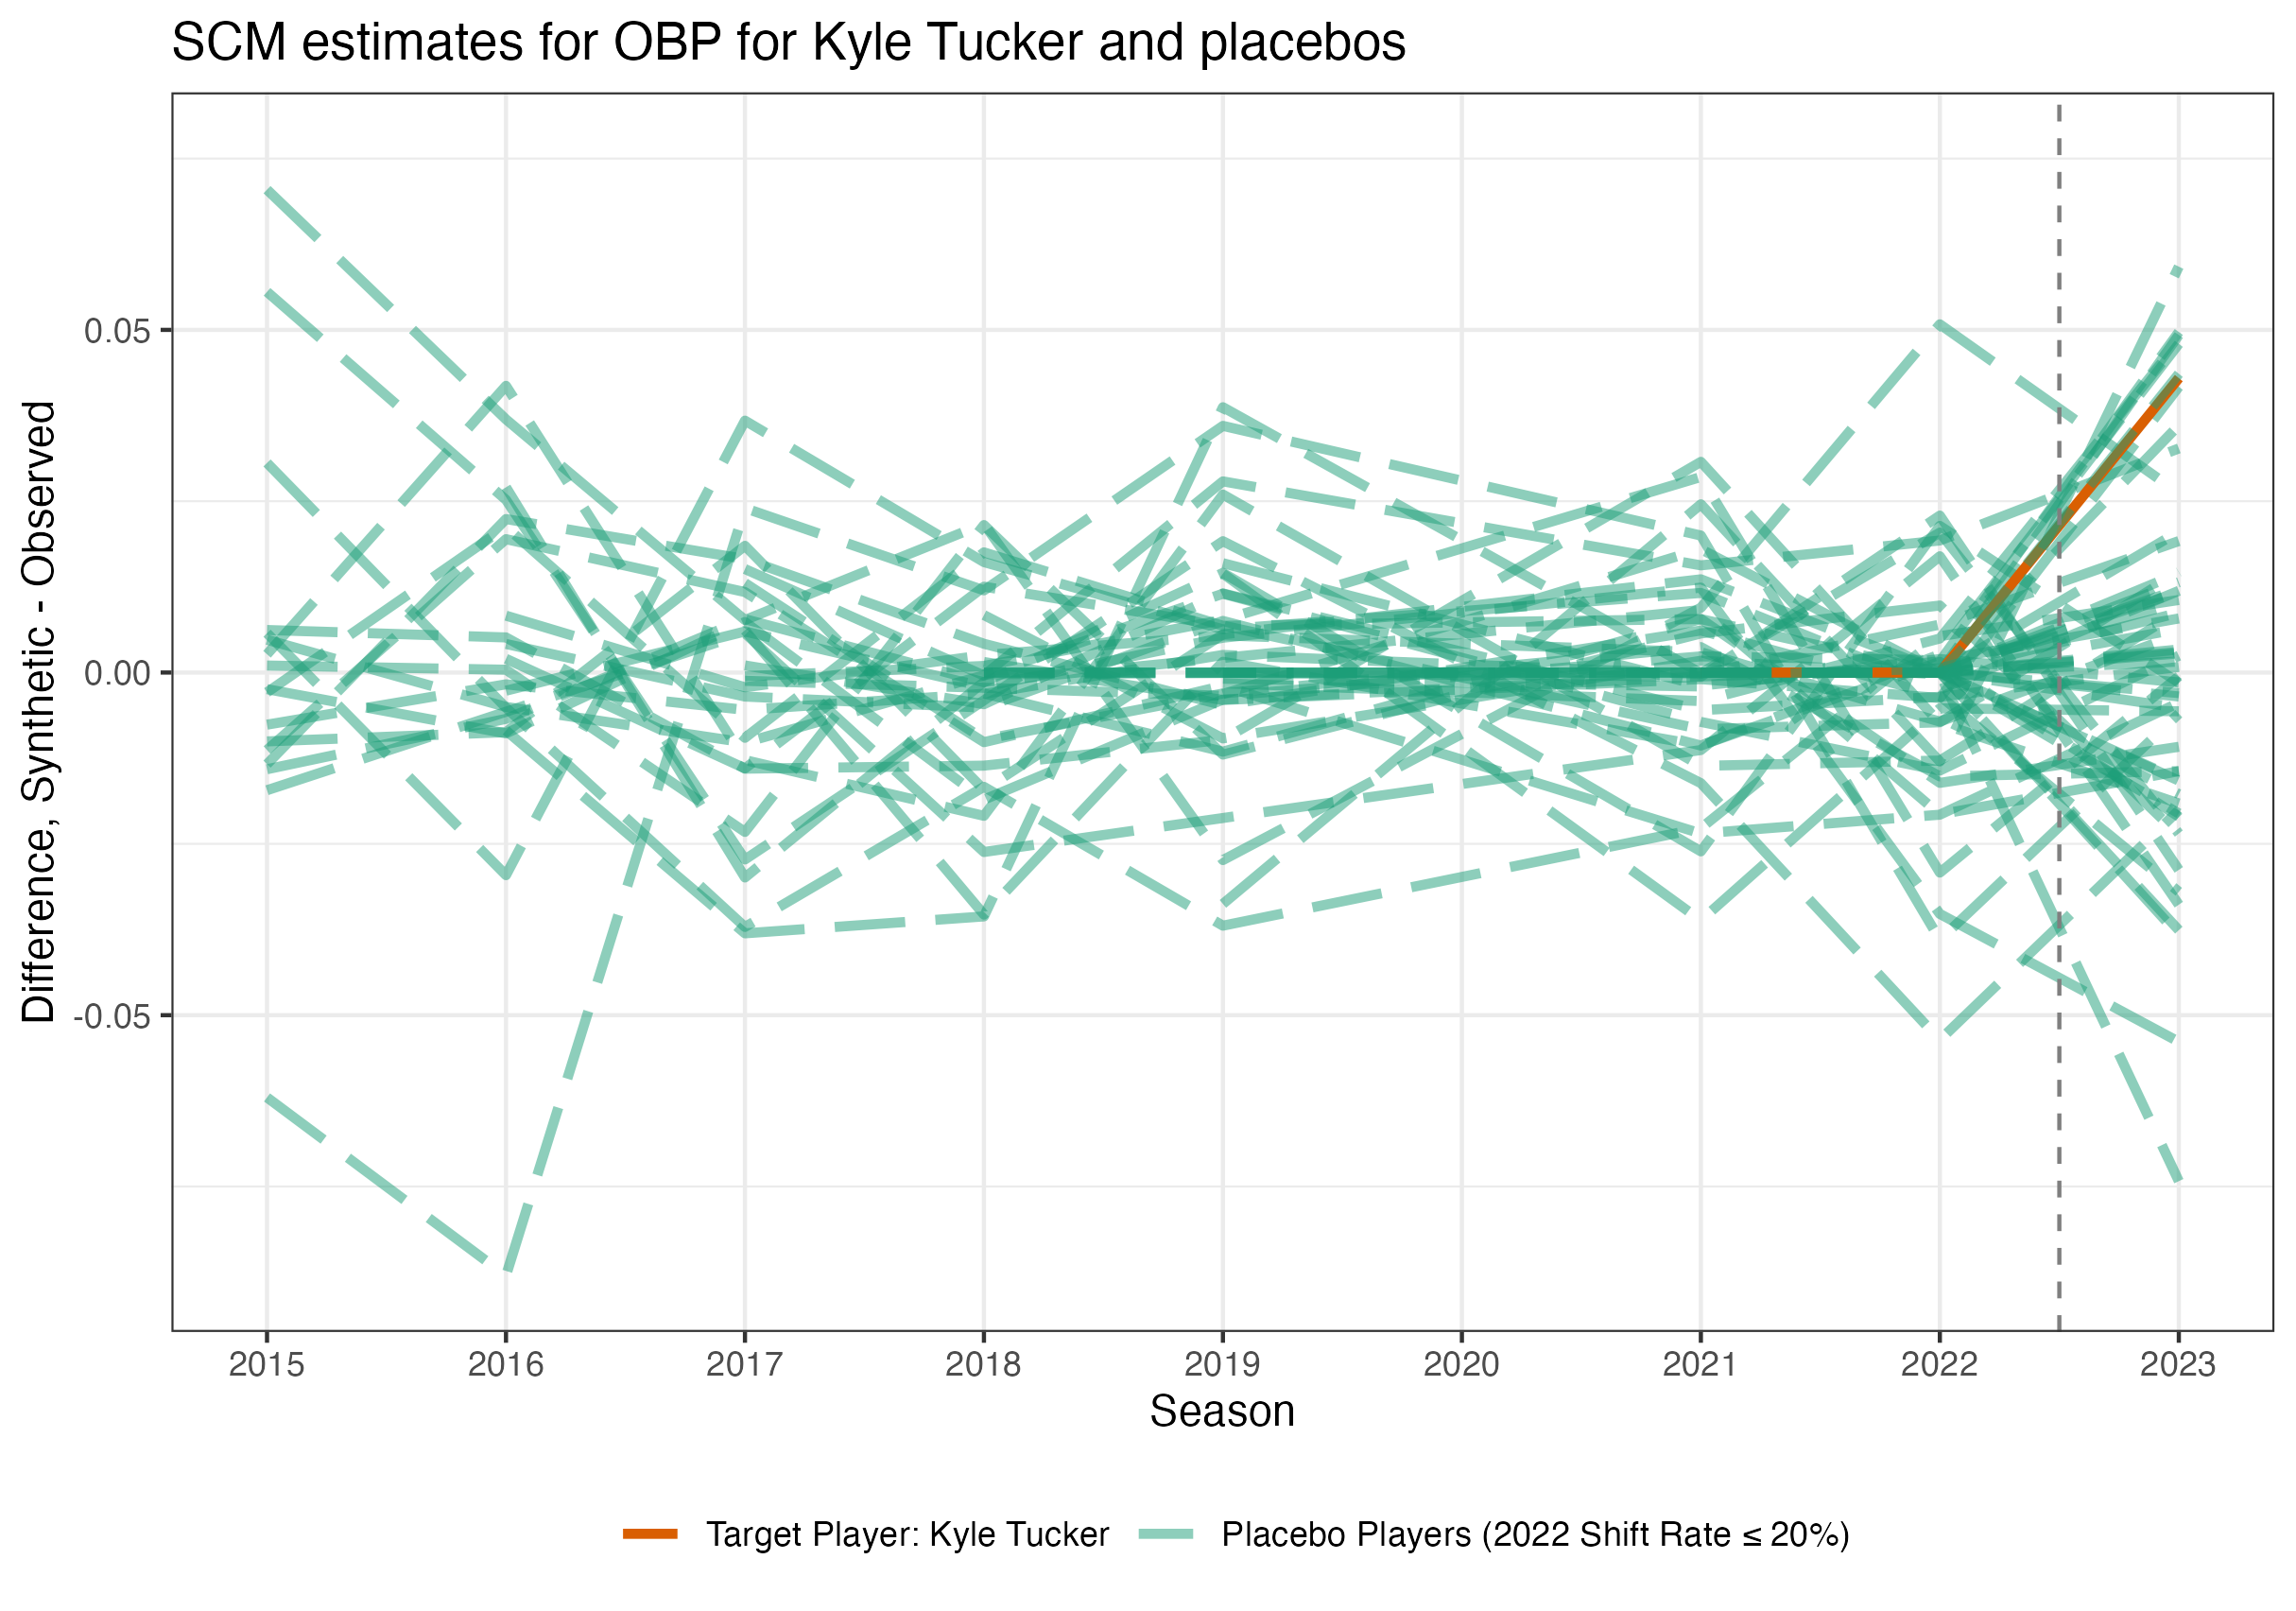 SCM estimates for OBP for Kyle Tucker and placebos
Difference, Synthetic - Observed
0.05
0.00
-0.05
2015 2016 2017 2018 2019 2020 2021 2022 2023
Season
Target Player: Kyle Tucker Placebo Players (2022 Shift Rate ≤ 20%)